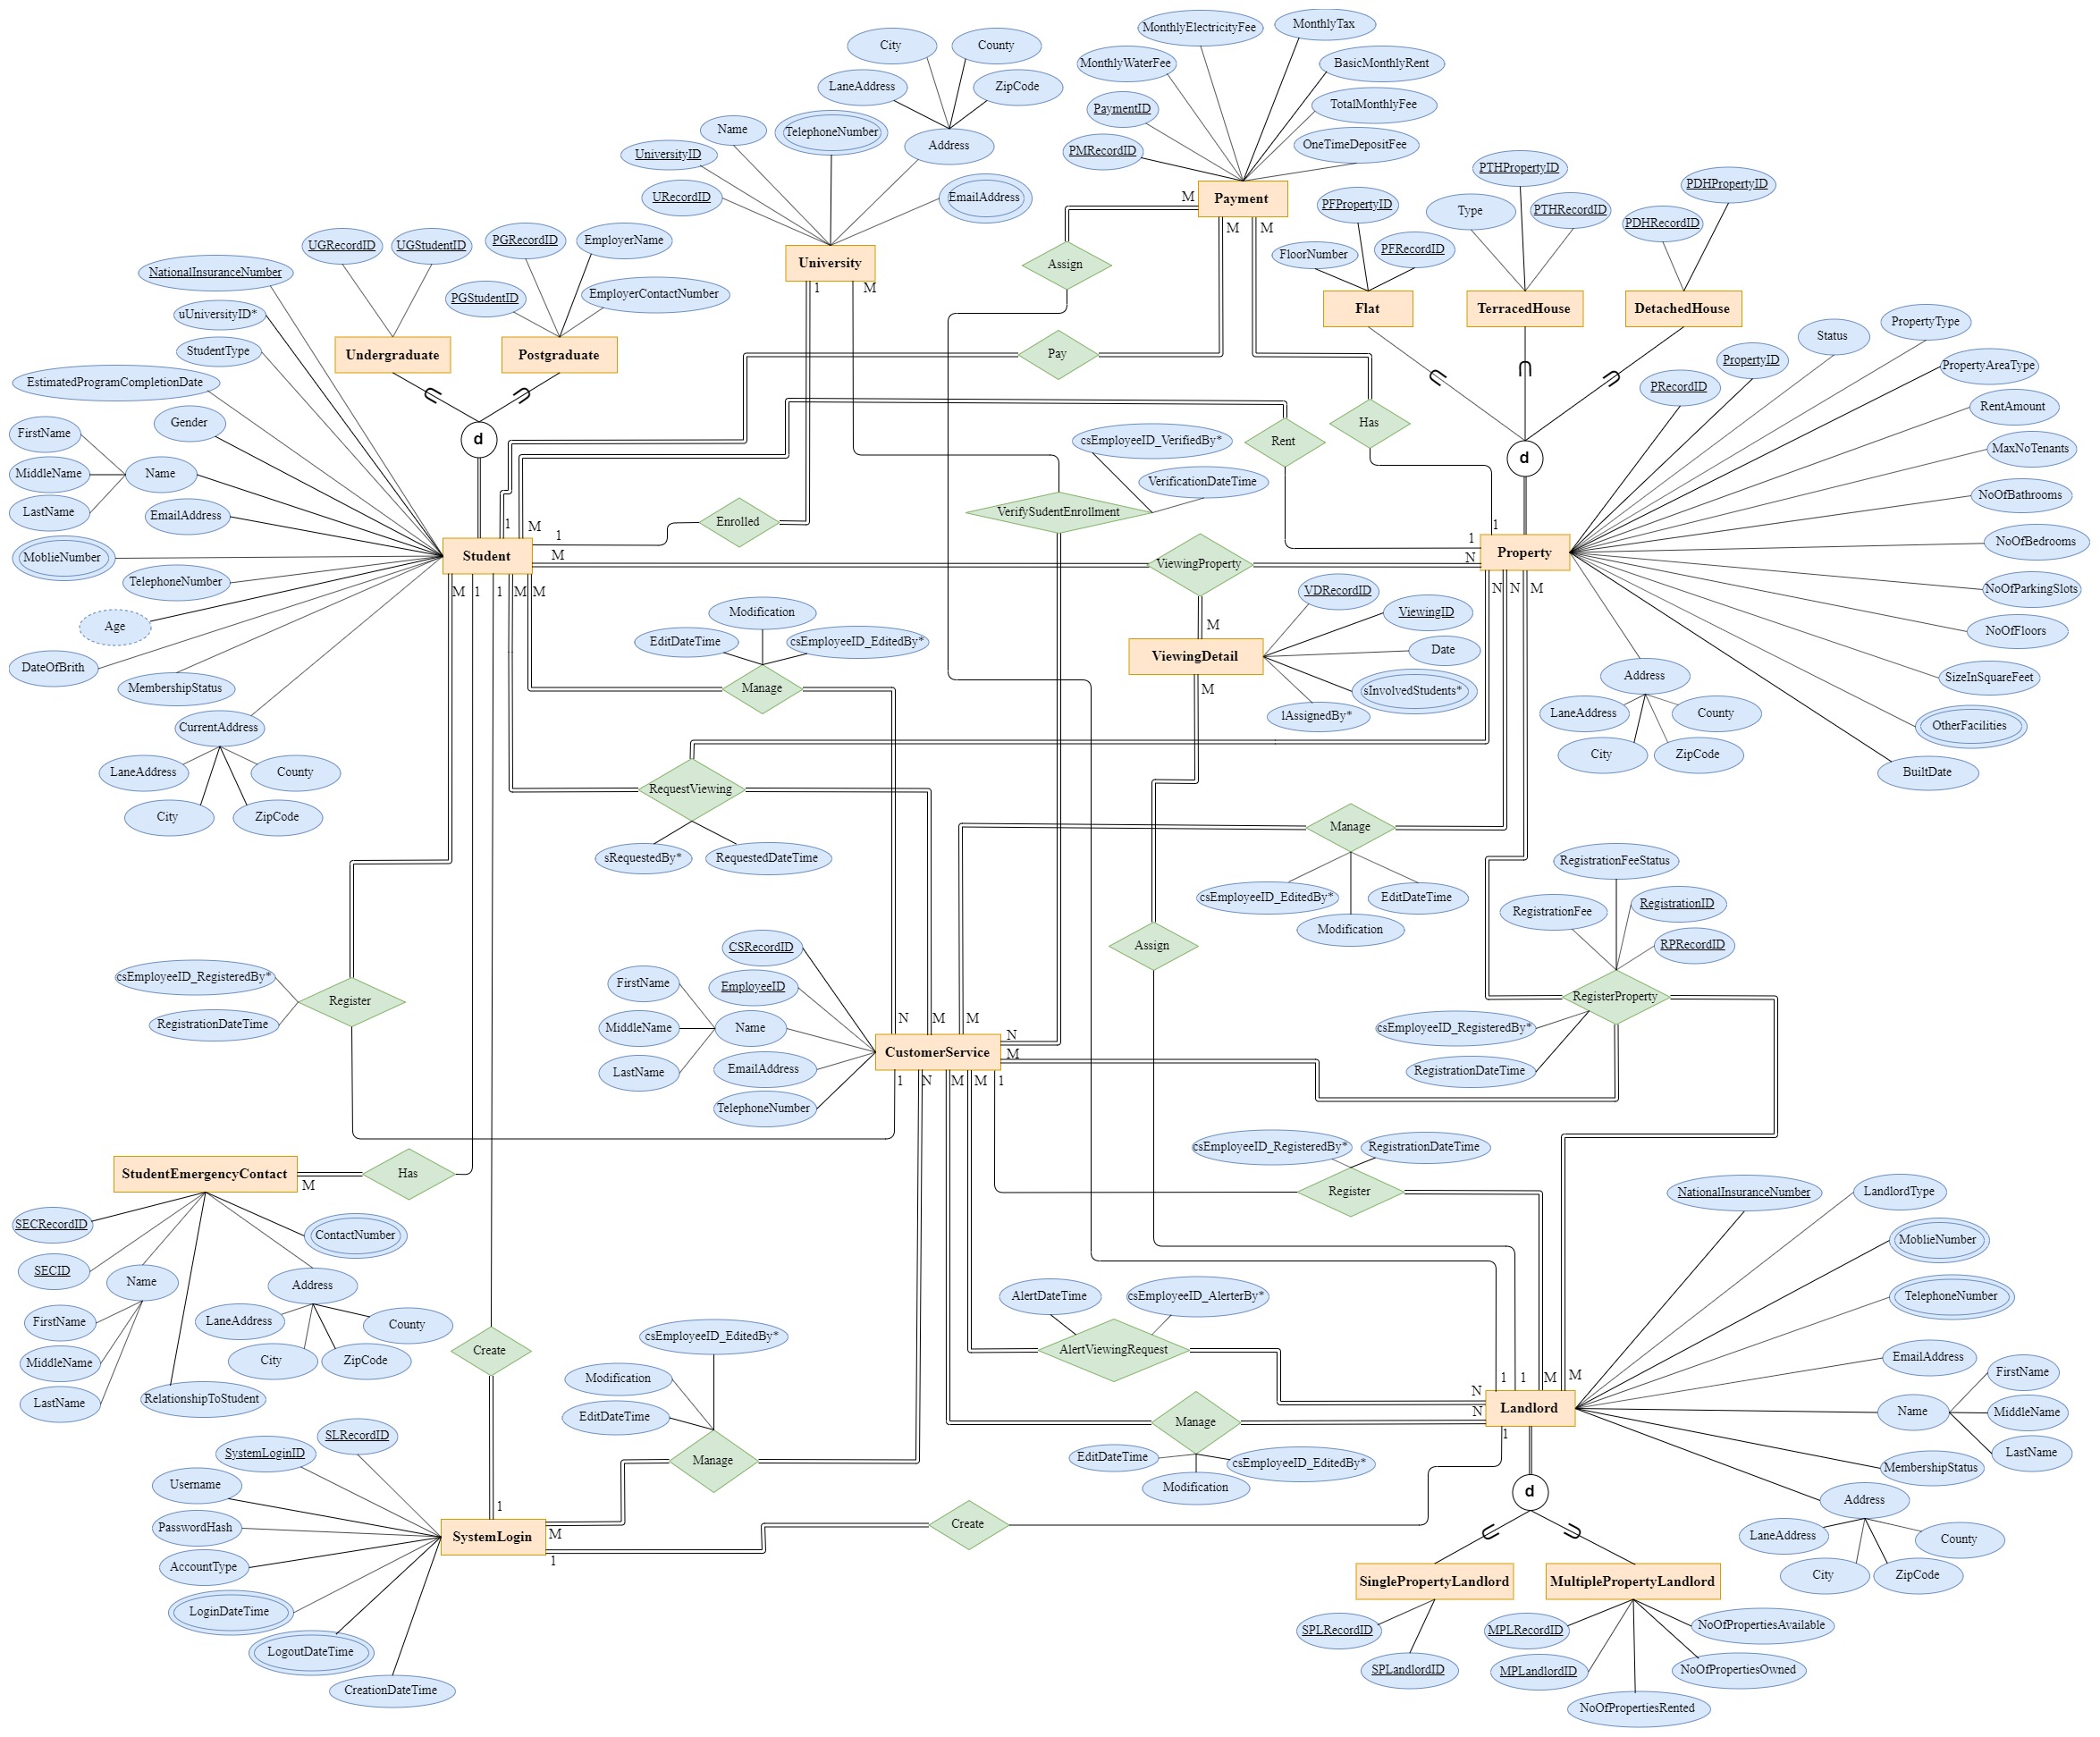 MonthlyElectricityFee
MonthlyTax
City
County
MonthlyWaterFee
BasicMonthlyRent
LaneAddress
ZipCode
PaymentID
TotalMonthlyFee
Name
TelephoneNumber
Address
PMRecordID
OneTimeDepositFee
UniversityID
URecordID
EmailAddress
M
Payment
M
M
PTHPropertyID
PDHPropertyID
PFPropertyID
Type
PTHRecordID
PDHRecordID
FloorNumber
PFRecordID
UGRecordID
UGStudentID
PGRecordID
EmployerName
University
1
M
Assign
NationalInsuranceNumber
PGStudentID
EmployerContactNumber
Flat
TerracedHouse
DetachedHouse
uUniversityID*
StudentType
Undergraduate
Postgraduate
Pay
Status
PropertyType
PropertyID
PropertyAreaType
PRecordID
EstimatedProgramCompletionDate
RentAmount
Gender
FirstName
d
csEmployeeID_VerifiedBy*
Rent
Has
MaxNoTenants
MiddleName
Name
VerificationDateTime
d
NoOfBathrooms
LastName
EmailAddress
Enrolled
VerifySudentEnrollment
1
M
1
1
1
NoOfBedrooms
MoblieNumber
Student
M
ViewingProperty
N
Property
TelephoneNumber
M
1
1
M
M
N
N
M
NoOfParkingSlots
Age
Modification
VDRecordID
ViewingID
NoOfFloors
EditDateTime
csEmployeeID_EditedBy*
M
ViewingDetail
Date
DateOfBrith
MembershipStatus
Manage
M
sInvolvedStudents*
lAssignedBy*
Address
SizeInSquareFeet
CurrentAddress
LaneAddress
County
OtherFacilities
City
ZipCode
LaneAddress
County
BuiltDate
City
ZipCode
RequestViewing
Manage
sRequestedBy*
RequestedDateTime
RegistrationFeeStatus
csEmployeeID_EditedBy*
EditDateTime
RegistrationFee
RegistrationID
Modification
RPRecordID
CSRecordID
Assign
csEmployeeID_RegisteredBy*
FirstName
EmployeeID
Register
RegisterProperty
RegistrationDateTime
MiddleName
Name
N
M
M
N
csEmployeeID_RegisteredBy*
CustomerService
M
LastName
EmailAddress
1
N
M
M
1
RegistrationDateTime
TelephoneNumber
csEmployeeID_RegisteredBy*
RegistrationDateTime
StudentEmergencyContact
M
Has
Register
NationalInsuranceNumber
LandlordType
SECRecordID
ContactNumber
MoblieNumber
SECID
Name
Address
AlertDateTime
csEmployeeID_AlerterBy*
TelephoneNumber
FirstName
LaneAddress
County
csEmployeeID_EditedBy*
Create
AlertViewingRequest
EmailAddress
MiddleName
City
ZipCode
FirstName
Modification
1
1
M
M
LastName
RelationshipToStudent
N
N
Landlord
Name
MiddleName
EditDateTime
Manage
1
LastName
SLRecordID
SystemLoginID
Manage
EditDateTime
csEmployeeID_EditedBy*
MembershipStatus
Username
Modification
d
Address
PasswordHash
1
SystemLogin
M
1
Create
LaneAddress
County
AccountType
City
ZipCode
SinglePropertyLandlord
MultiplePropertyLandlord
LoginDateTime
SPLRecordID
MPLRecordID
NoOfPropertiesAvailable
LogoutDateTime
SPLandlordID
MPLandlordID
NoOfPropertiesOwned
CreationDateTime
NoOfPropertiesRented